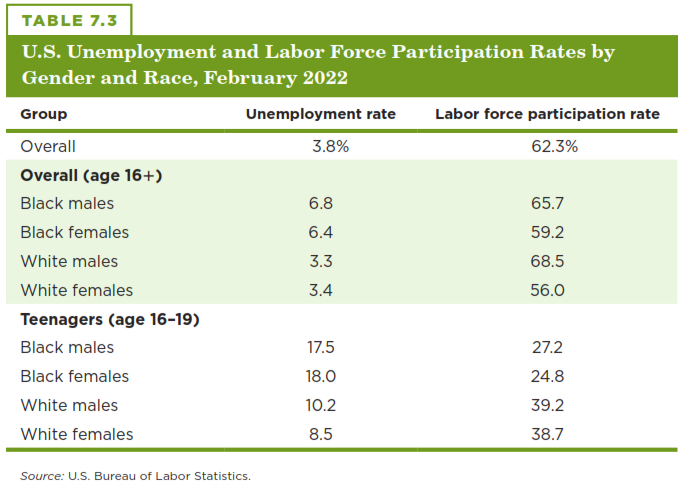 TABLE 7.3
U.S. Unemployment and Labor Force Participation Rates by
Gender and Race, February 2022
Group Unemployment rate Labor force participation rate
Overall 3.8% 62.3%
Overall (age 16+)
Black males 6.8 65.7
Black females 6.4 59.2
White males 3.3 68.5
White females 3.4 56.0
Teenagers (age 16–19)
Black males 17.5 27.2
Black females 18.0 24.8
White males 10.2 39.2
White females 8.5 38.7
Source: U.S. Bureau of Labor Statistics.